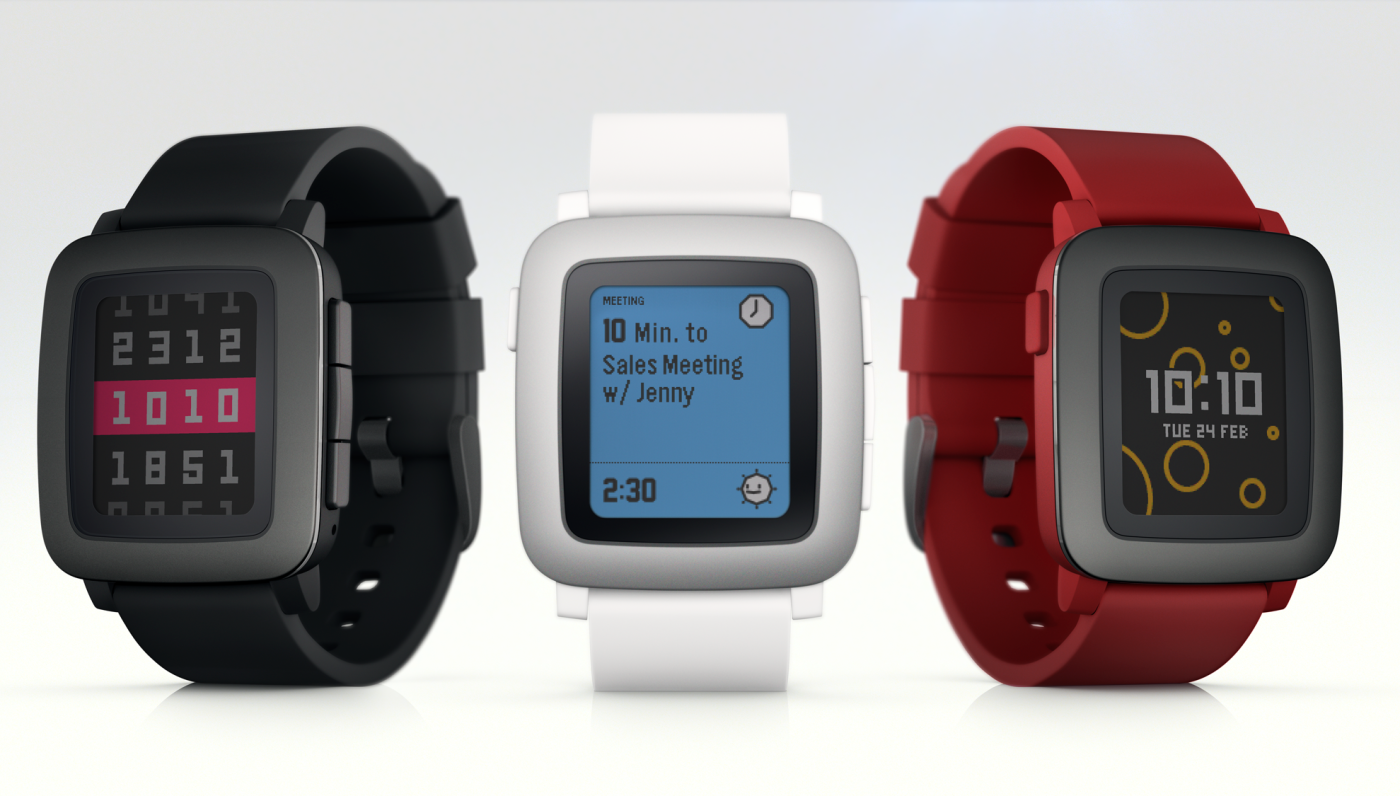 2312
1010
1851
MEETING
10 Min. to
Sales Meeting
w/ Jenny
2:30
10:10
TUE 24 FEB